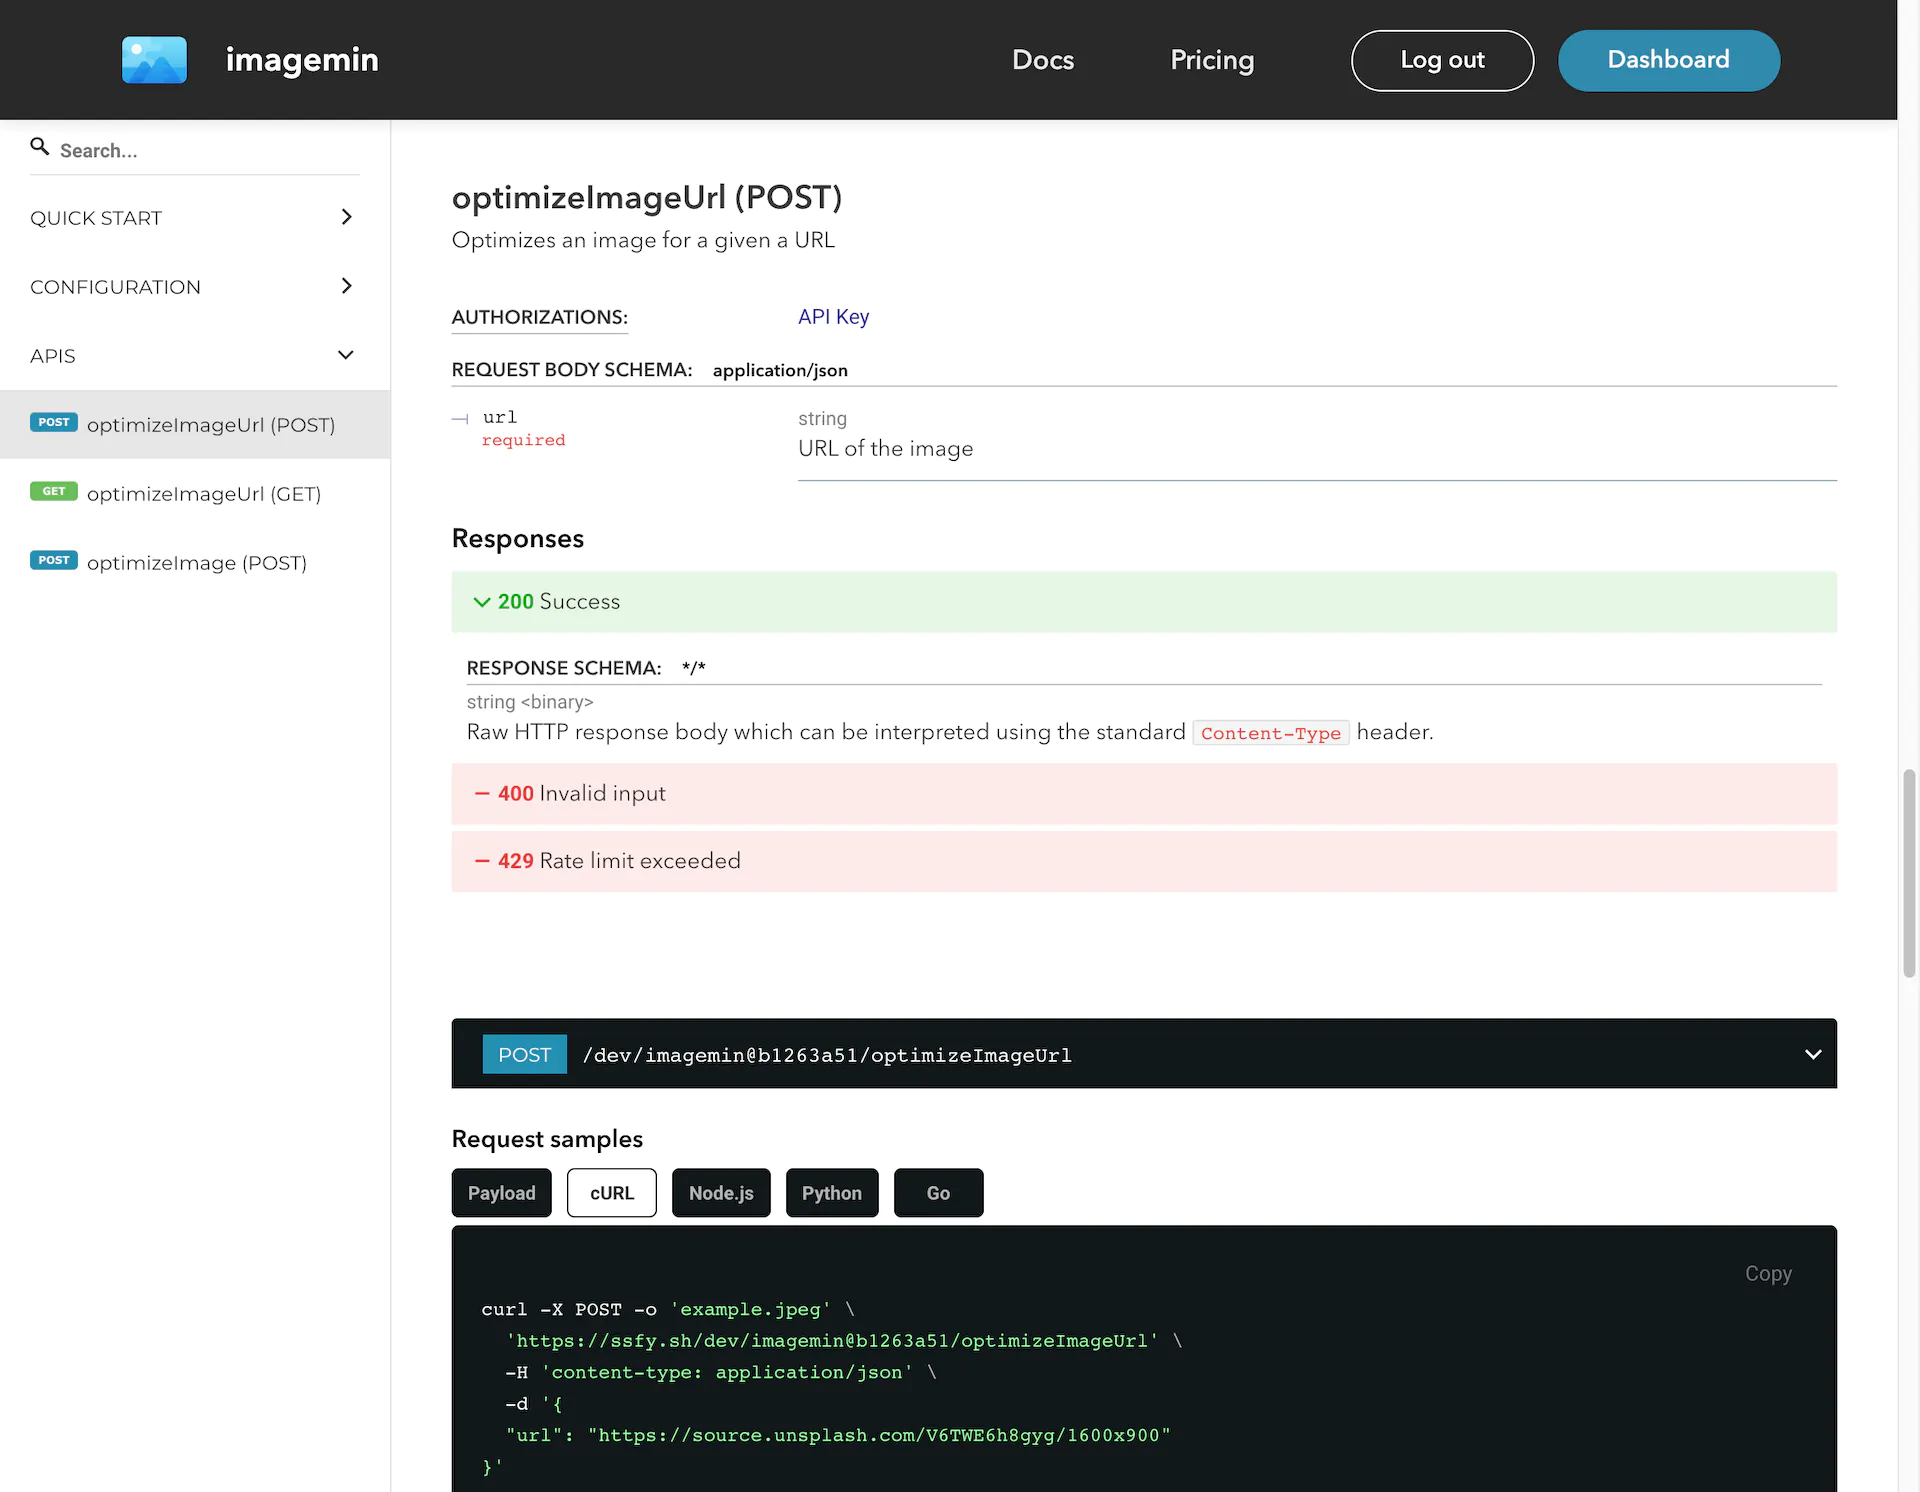 imagemin
Docs
Pricing
Log out
Dashboard
Search...
QUICK START
CONFIGURATION
APIS
POST optimizeImageUrl (POST)
GET optimizeImageUrl (GET)
POST optimizeImage (POST)
optimizeImageUrl (POST)
Optimizes an image for a given a URL
AUTHORIZATIONS: API Key
REQUEST BODY SCHEMA: application/json
url
required
string
URL of the image
Responses
200 Success
RESPONSE SCHEMA: */*
string <binary>
Raw HTTP response body which can be interpreted using the standard Content-Type header.
400 Invalid input
429 Rate limit exceeded
POST /dev/imagemin@b1263a51/optimizeImageUrl
Request samples
Payload
cURL
Node.js
Python
Go
Copy
curl -X POST -o 'example.jpeg' \
'https://ssfy.sh/dev/imagemin@b1263a51/optimizeImageUrl' \
-H 'content-type: application/json' \
-d '{
"url": "https://source.unsplash.com/V6TWE6h8gyg/1600x900"
}'